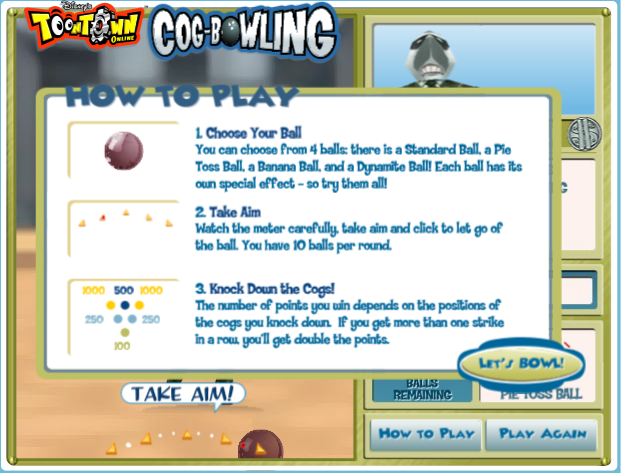 Disney's
TOONTOWN
ONLINE
COG-BOWLING
HOW TO PLAY
1. Choose Your Ball
You can choose from 4 balls: there is a Standard Ball, a Pie
Toss Ball, a Banana Ball, and a Dynamite Ball! Each ball has its
own special effect - so try them all!
2. Take Aim
Watch the meter carefully, take aim and click to let go of
the ball. You have 10 balls per round.
1000 500 1000
250 250
100
3. Knock Down the Cogs!
The number of points you win depends on the positions of
the cogs you knock down. If you get more than one strike
in a row, you'll get double the points.
LET'S BOWL!
TAKE AIM!
BALLS
REMAINING
PIE TOSS BALL
HOW TO PLAY
PLAY AGAIN